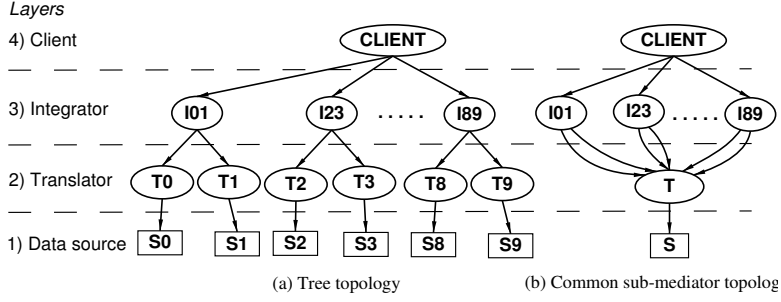 Layers
4) Client CLIENT CLIENT
3) Integrator I01 I23 ..... I89 I01 I23 ..... I89
2) Translator T0 T1 T2 T3 T8 T9 T
1) Data source S0 S1 S2 S3 S8 S9 S
(a) Tree topology (b) Common sub-mediator topolog